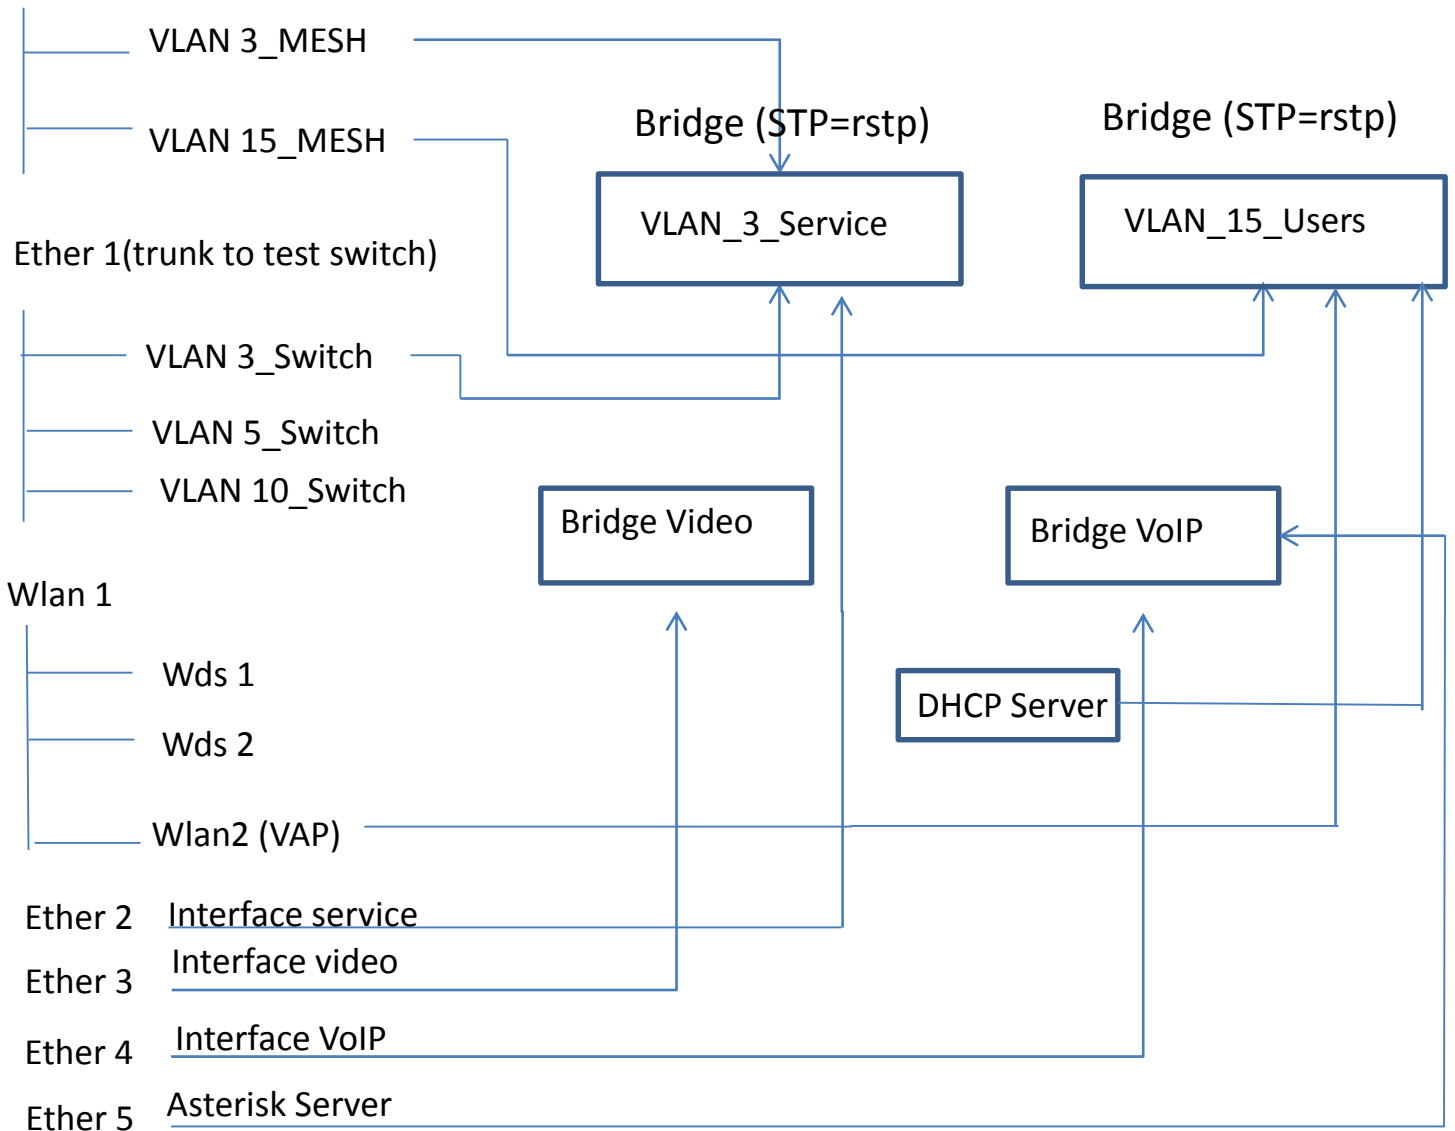 VLAN 3_MESH
VLAN 15_MESH
Bridge (STP=rstp)
Bridge (STP=rstp)
VLAN_3_Service
VLAN_15_Users
Ether 1(trunk to test switch)
VLAN 3_Switch
VLAN 5_Switch
VLAN 10_Switch
Bridge Video
Bridge VoIP
Wlan 1
Wds 1
Wds 2
DHCP Server
Wlan2 (VAP)
Ether 2 Interface service
Ether 3 Interface video
Ether 4 Interface VoIP
Ether 5 Asterisk Server